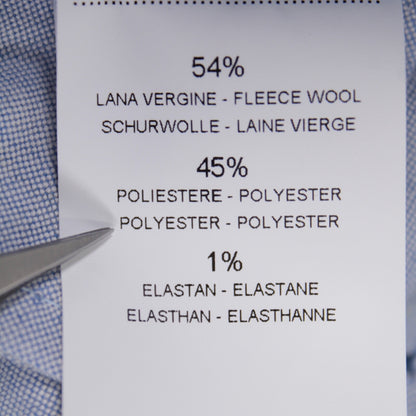 54%
LANA VERGINE - FLEECE WOOL
SCHURWOLLE - LAINE VIERGE
45%
POLIESTERE - POLYESTER
POLYESTER - POLYESTER
1%
ELASTAN - ELASTANE
ELASTHAN - ELASTHANNE